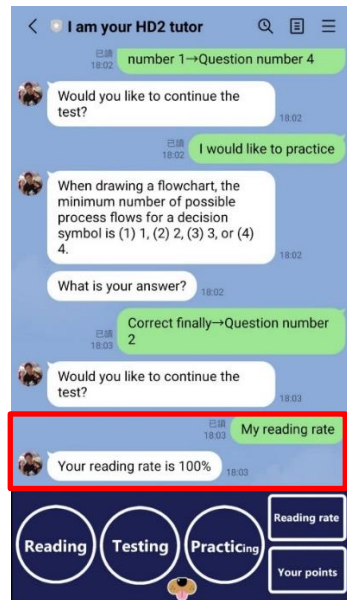 I am your HD2 tutor
number 1→Question number 4
已讀
18:02
Would you like to continue the
test?
18:02
已讀
18:02
I would like to practice
When drawing a flowchart, the
minimum number of possible
process flows for a decision
symbol is (1) 1, (2) 2, (3) 3, or (4)
4.
18:02
What is your answer?
18:02
已讀
18:03
Correct finally→Question number
2
Would you like to continue the
test?
18:03
已讀
18:03
My reading rate
Your reading rate is 100%
18:03
Reading
Testing
Practicing
Reading rate
Your points